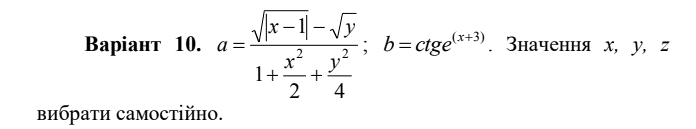 Варіант 10. a = (√|x−1| − √y) / (1 + x²/2 + y²/4); b = ctge^(x+3). Значення x, y, z
вибрати самостійно.